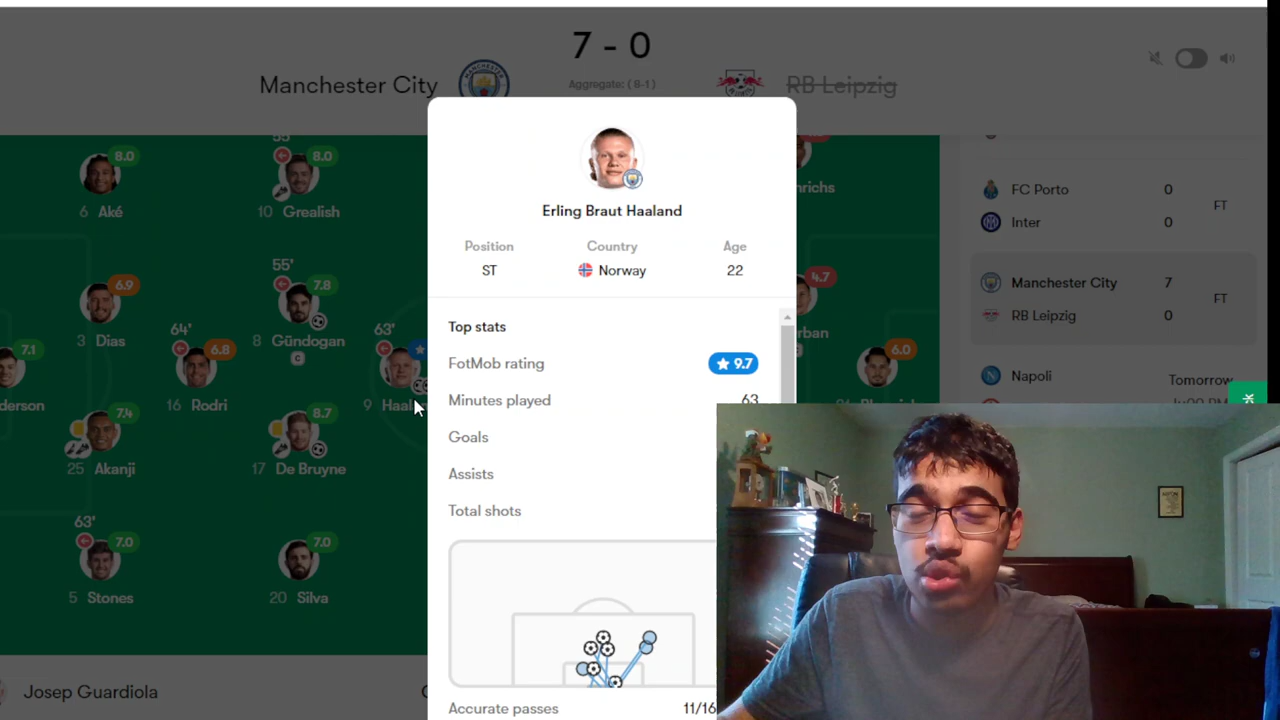 7 - 0
Manchester City
Aggregate: ( 8-1 )
RB Leipzig
Erling Braut Haaland
Position
Country
Age
ST
Norway
22
Top stats
FotMob rating
9.7
Minutes played
63
Goals
Assists
Total shots
Accurate passes
11/16
8.0
6 Aké
55'
8.0
10 Grealish
6.9
3 Dias
55'
7.8
8 Gündogan
C
7.1
derson
64'
6.8
16 Rodri
63'
9 Haal
7.4
25 Akanji
8.7
17 De Bruyne
63'
7.0
5 Stones
7.0
20 Silva
Josep Guardiola
nrichs
4.7
rban
6.0
FC Porto 0
FT
Inter 0
Manchester City 7
FT
RB Leipzig 0
Napoli
Tomorrow